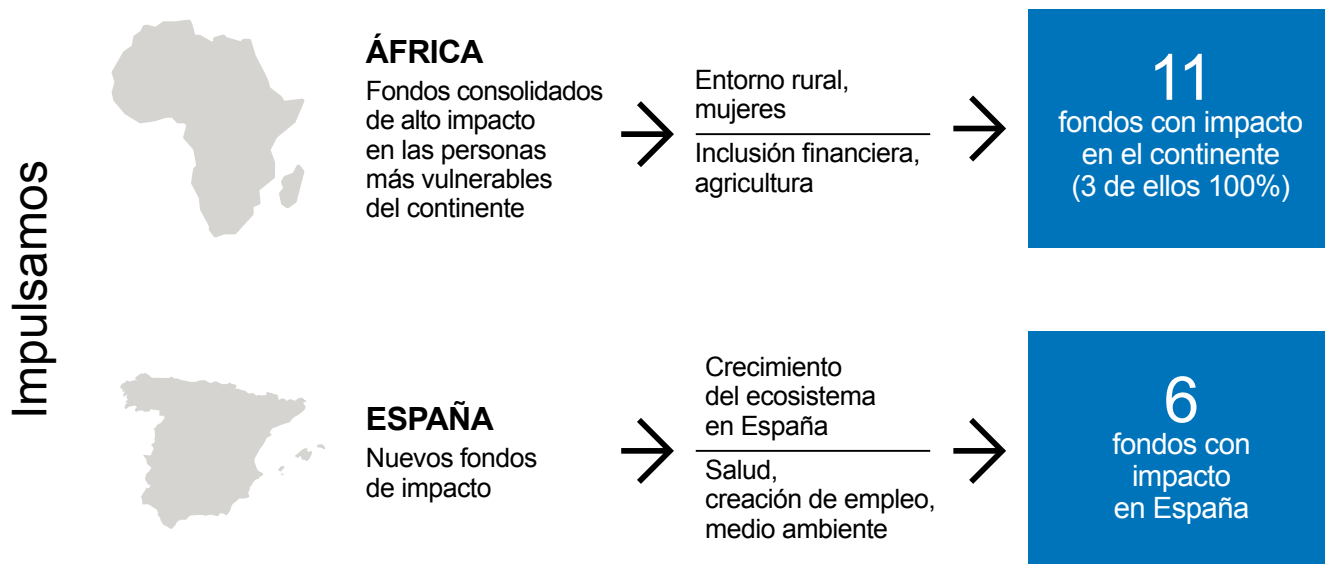 Impulsamos
ÁFRICA
Fondos consolidados
de alto impacto
en las personas
más vulnerables
del continente
Entorno rural,
mujeres
Inclusión financiera,
agricultura
11
fondos con impacto
en el continente
(3 de ellos 100%)
ESPAÑA
Nuevos fondos
de impacto
Crecimiento
del ecosistema
en España
Salud,
creación de empleo,
medio ambiente
6
fondos con
impacto
en España